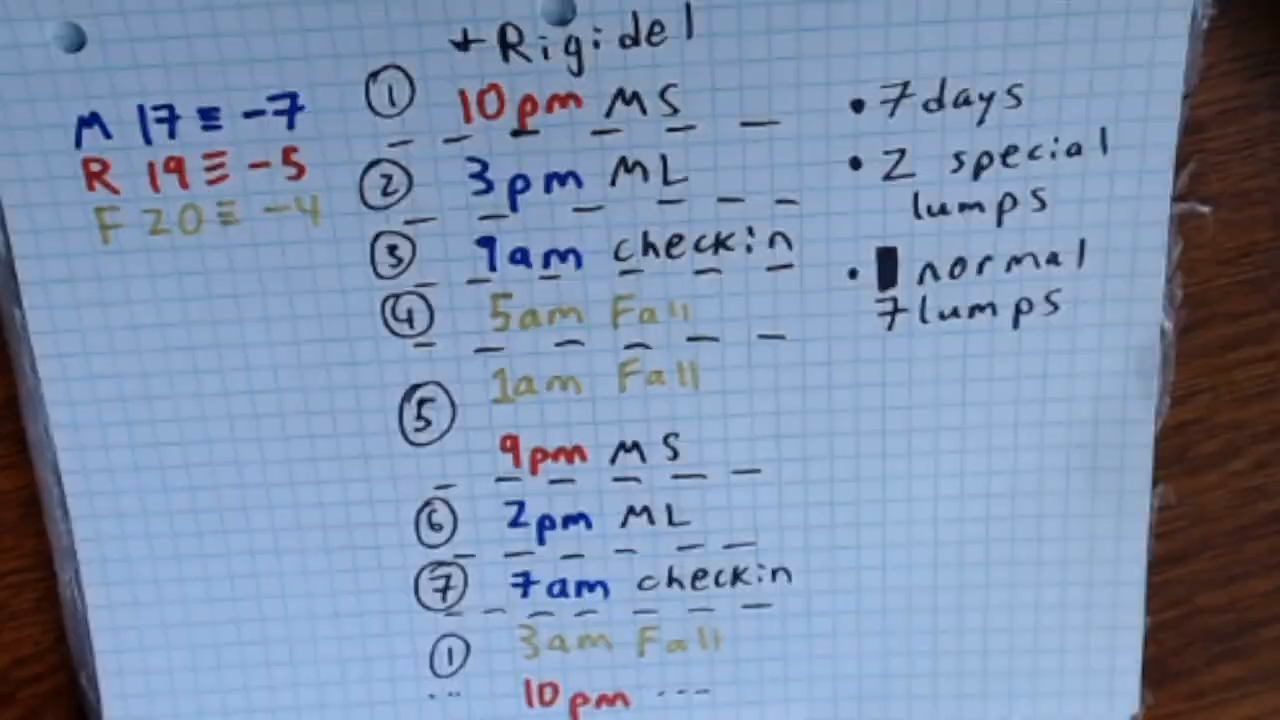 M 17 ≡ -7
R 19 ≡ -5
F 20 ≡ -4
+Rigidel
① 10pm MS
② 3pm ML
③ 9am checkin
④ 5am Fall
1am Fall
⑤
9pm MS
⑥ 2pm ML
⑦ 7am checkin
① 3am Fall
... 10pm ...
• 7 days
• 2 special
lumps
• normal
7 lumps